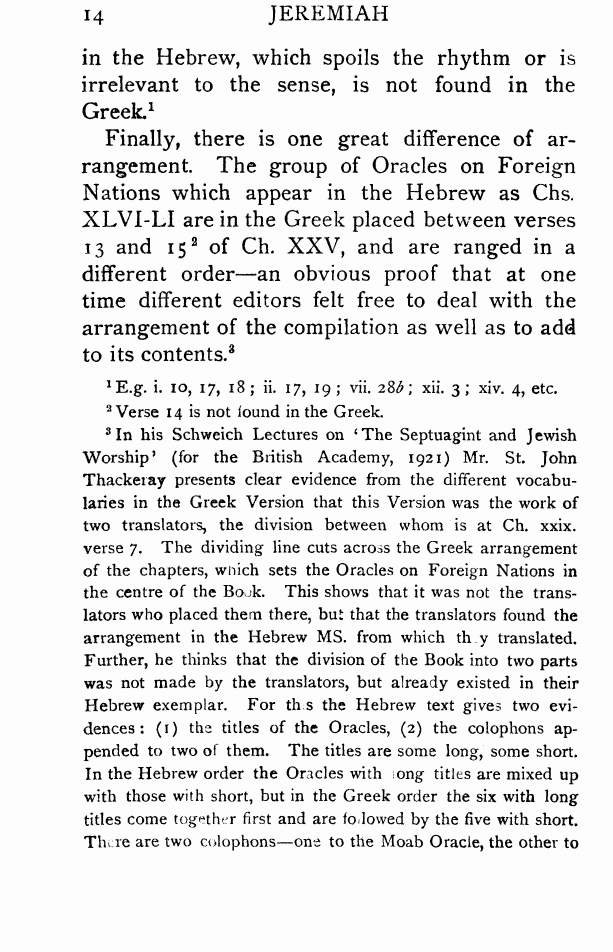 14 JEREMIAH
in the Hebrew, which spoils the rhythm or is
irrelevant to the sense, is not found in the
Greek.¹
Finally, there is one great difference of ar-
rangement. The group of Oracles on Foreign
Nations which appear in the Hebrew as Chs.
XLVI-LI are in the Greek placed between verses
13 and 15² of Ch. XXV, and are ranged in a
different order—an obvious proof that at one
time different editors felt free to deal with the
arrangement of the compilation as well as to add
to its contents.³
¹ E.g. i. 10, 17, 18; ii. 17, 19; vii. 28b; xii. 3; xiv. 4, etc.
² Verse 14 is not found in the Greek.
³ In his Schweich Lectures on ‘The Septuagint and Jewish
Worship’ (for the British Academy, 1921) Mr. St. John
Thackeray presents clear evidence from the different vocabu-
laries in the Greek Version that this Version was the work of
two translators, the division between whom is at Ch. xxix.
verse 7. The dividing line cuts across the Greek arrangement
of the chapters, which sets the Oracles on Foreign Nations in
the centre of the Book. This shows that it was not the trans-
lators who placed them there, but that the translators found the
arrangement in the Hebrew MS. from which they translated.
Further, he thinks that the division of the Book into two parts
was not made by the translators, but already existed in their
Hebrew exemplar. For this the Hebrew text gives two evi-
dences: (1) the titles of the Oracles, (2) the colophons ap-
pended to two of them. The titles are some long, some short.
In the Hebrew order the Oracles with long titles are mixed up
with those with short, but in the Greek order the six with long
titles come together first and are followed by the five with short.
There are two colophons—one to the Moab Oracle, the other to